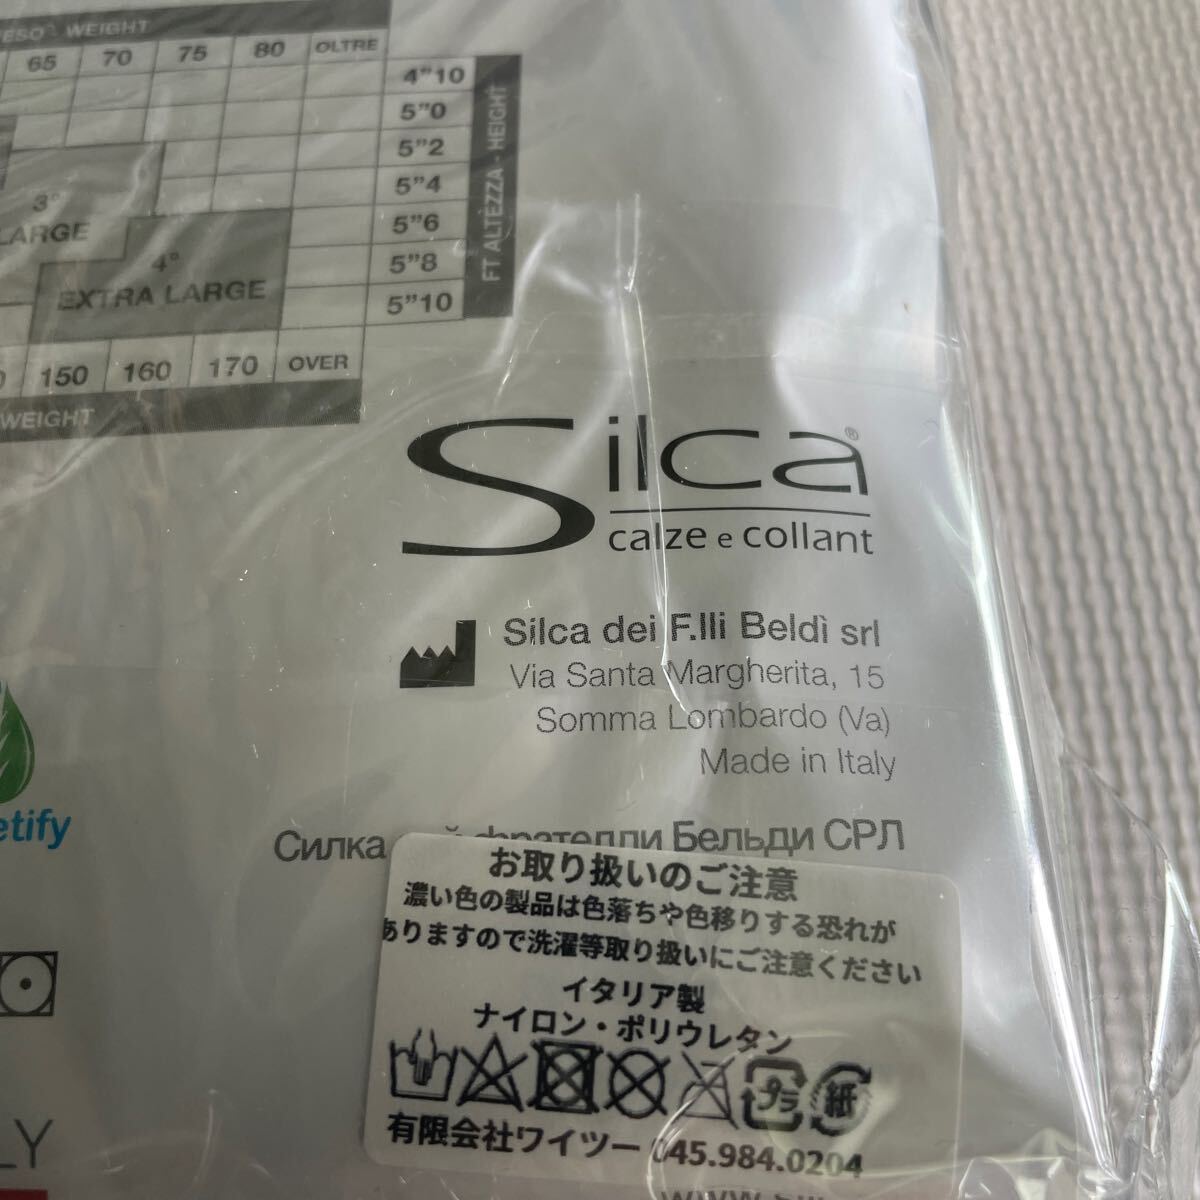 WEIGHT
65 70 75 80 OLTRE
4"10
5"0
5"2
5"4
5"6
5"8
5"10
FT ALTEZZA - HEIGHT
3°
LARGE
4°
EXTRA LARGE
150 160 170 OVER
WEIGHT
Silca®
calze e collant
Silca dei F.lli Beldì srl
Via Santa Margherita, 15
Somma Lombardo (Va)
Made in Italy
etify
Силка фрателли Бельди СРЛ
お取り扱いのご注意
濃い色の製品は色落ちや色移りする恐れが
ありますので洗濯等取り扱いにご注意ください
イタリア製
ナイロン・ポリウレタン
プラ 紙
有限会社ワイツー 045.984.0204
LY